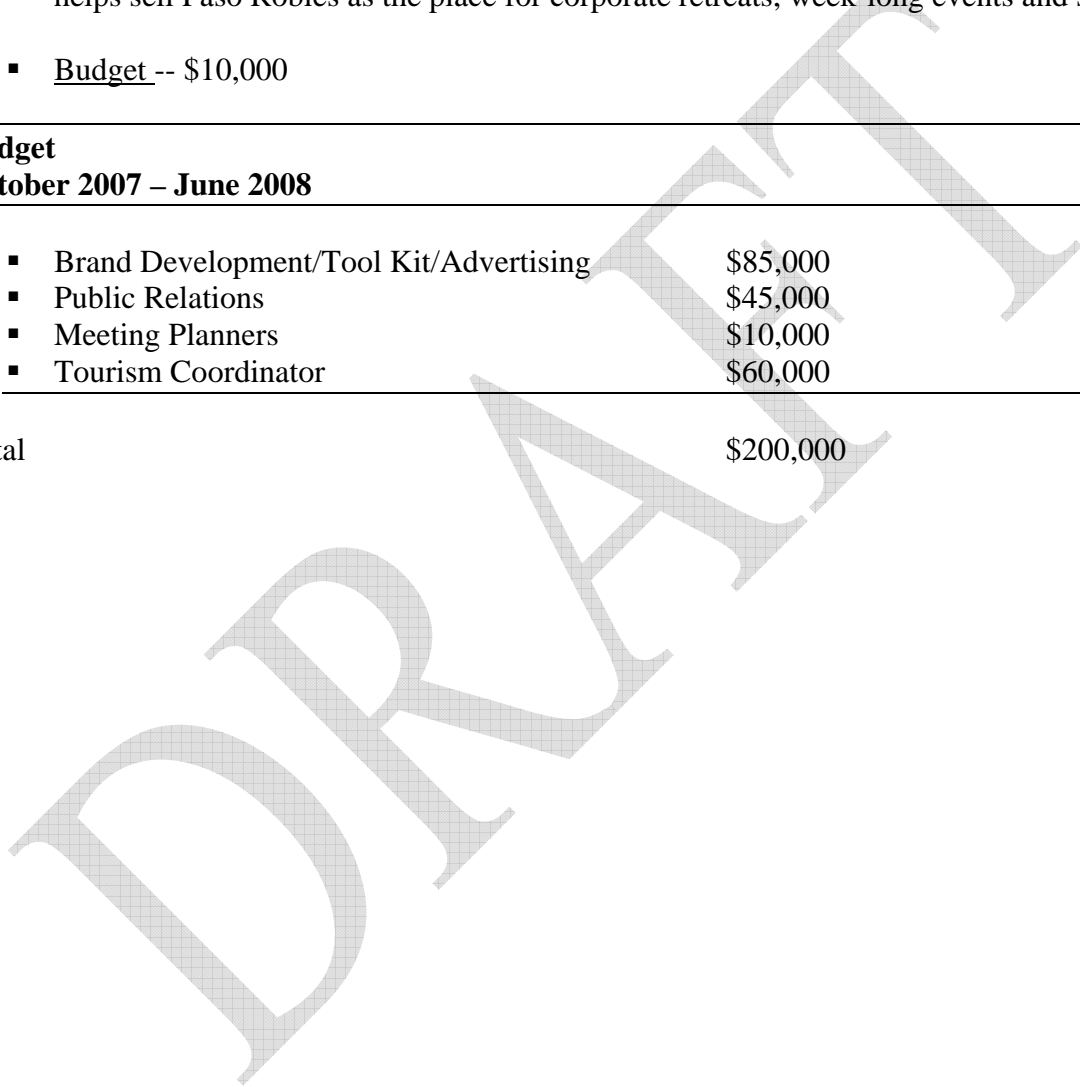 helps sell Paso Robles as the place for corporate retreats, week-long events and
▪ Budget -- $10,000
dget
tober 2007 – June 2008
▪ Brand Development/Tool Kit/Advertising $85,000
▪ Public Relations $45,000
▪ Meeting Planners $10,000
▪ Tourism Coordinator $60,000
tal $200,000
DRAFT